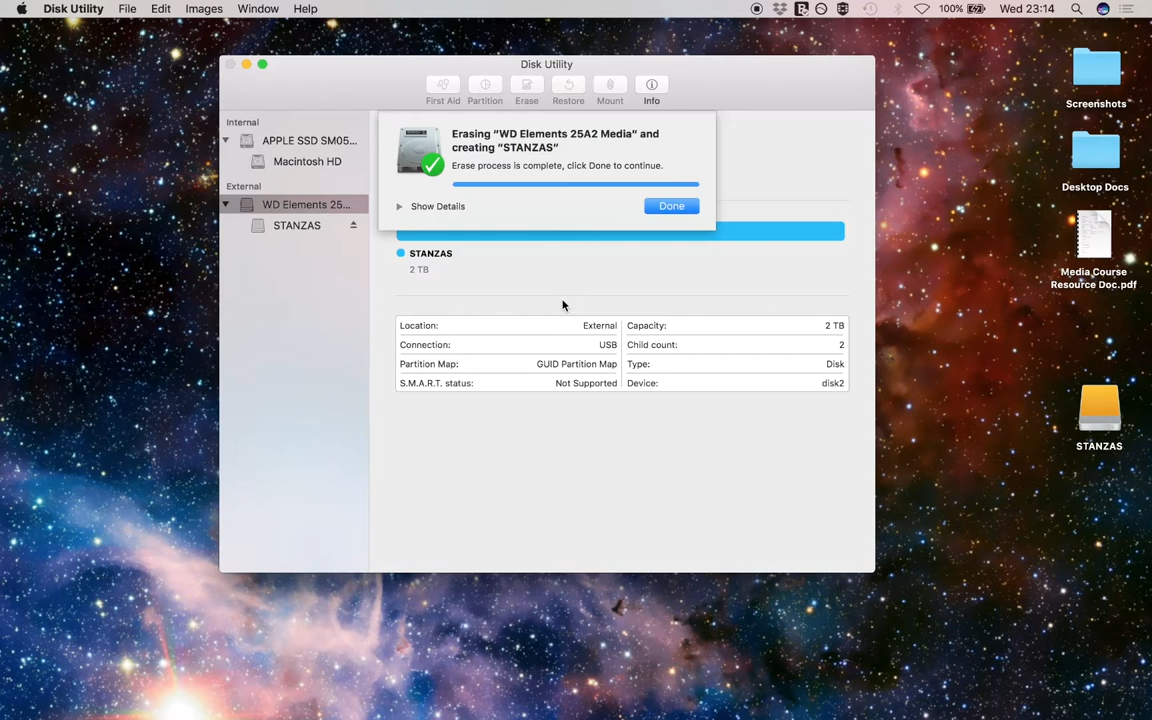 Disk Utility File Edit Images Window Help 100% Wed 23:14
Disk Utility
First Aid Partition Erase Restore Mount Info
Internal
APPLE SSD SM05...
Macintosh HD
External
WD Elements 25...
STANZAS
Erasing “WD Elements 25A2 Media” and
creating “STANZAS”
Erase process is complete, click Done to continue.
Show Details Done
STANZAS
2 TB
Location: External Capacity: 2 TB
Connection: USB Child count: 2
Partition Map: GUID Partition Map Type: Disk
S.M.A.R.T. status: Not Supported Device: disk2
Screenshots
Desktop Docs
Media Course
Resource Doc.pdf
STANZAS